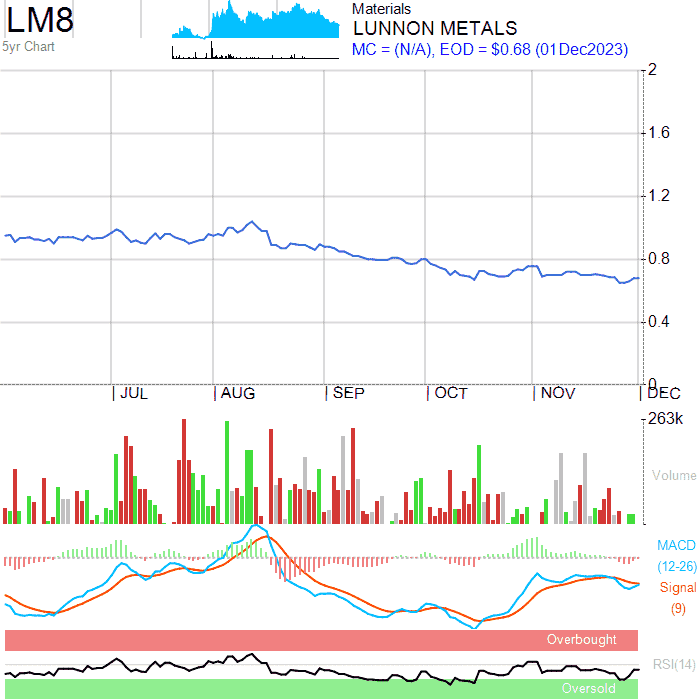 LM8
5yr Chart
Materials
LUNNON METALS
MC = (N/A), EOD = $0.68 (01Dec2023)
2
1.6
1.2
0.8
0.4
0
| JUL | AUG | SEP | OCT | NOV | DEC
263k
Volume
MACD
(12-26)
Signal
(9)
Overbought
RSI(14)
Oversold